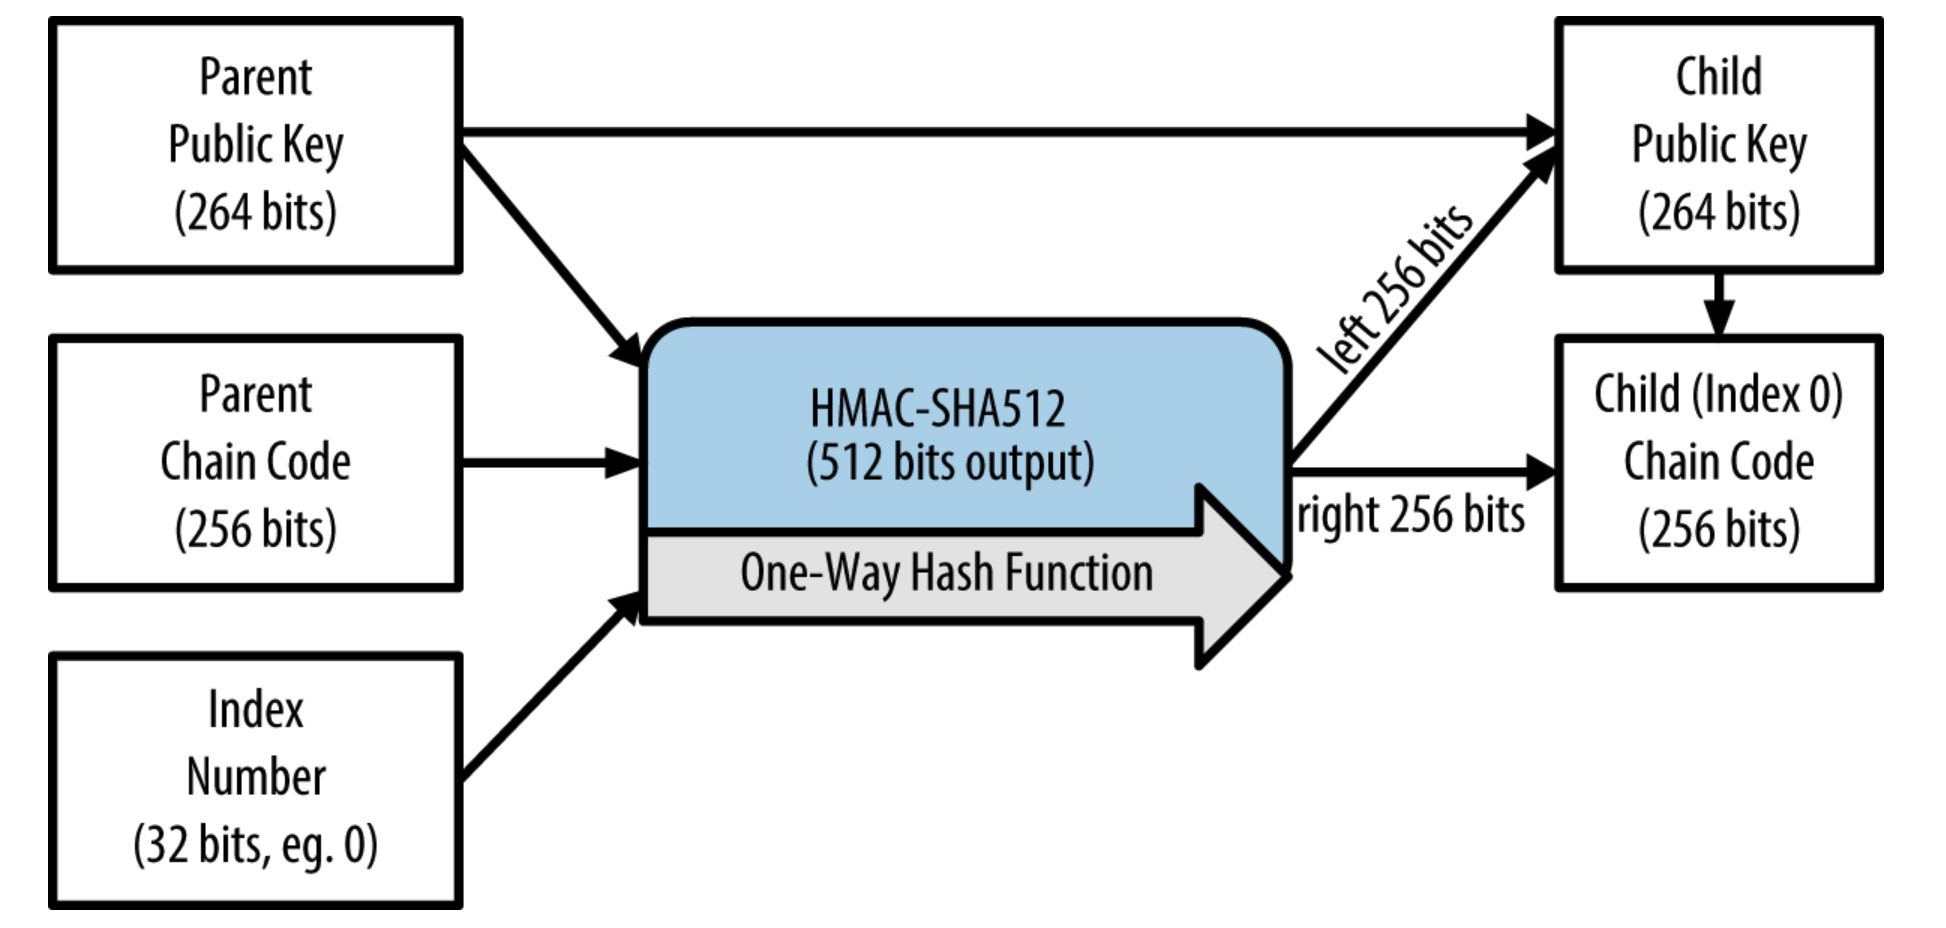 Parent
Public Key
(264 bits)
Parent
Chain Code
(256 bits)
Index
Number
(32 bits, eg. 0)
HMAC-SHA512
(512 bits output)
One-Way Hash Function
left 256 bits
right 256 bits
Child
Public Key
(264 bits)
Child (Index 0)
Chain Code
(256 bits)